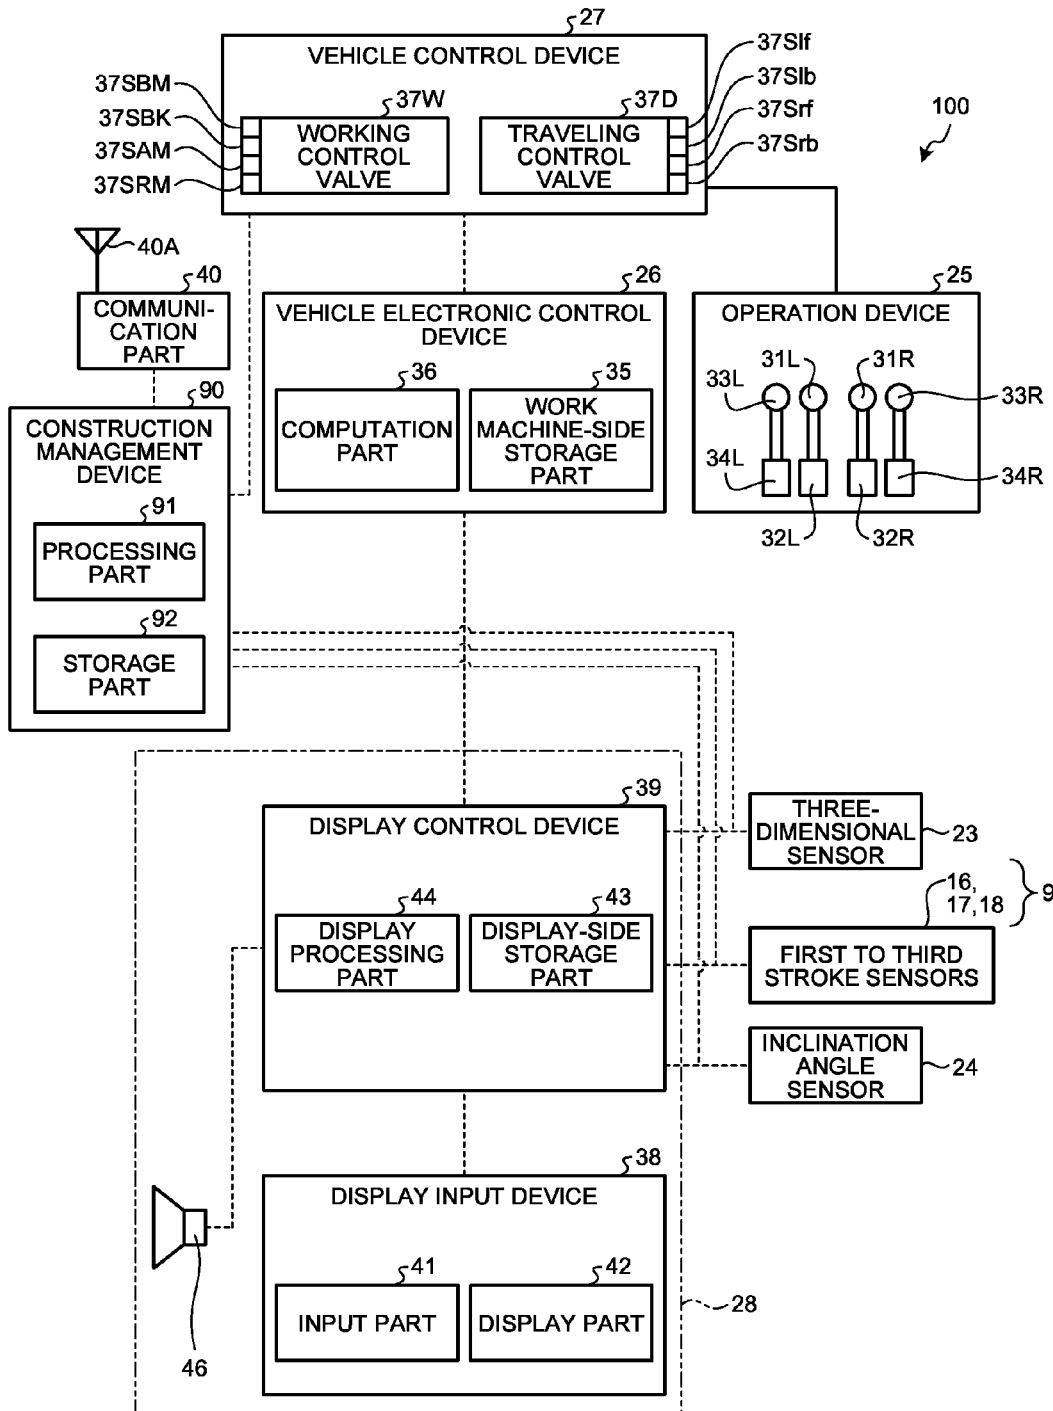 27
VEHICLE CONTROL DEVICE
37SBM
37SBK
37SAM
37SRM
37W
WORKING
CONTROL
VALVE
37D
TRAVELING
CONTROL
VALVE
37Slf
37Slb
37Srf
37Srb
100
40A
40
COMMUNI-
CATION
PART
26
VEHICLE ELECTRONIC CONTROL
DEVICE
36
COMPUTATION
PART
35
WORK
MACHINE-SIDE
STORAGE
PART
25
OPERATION DEVICE
33L
31L
31R
33R
34L
34R
32L
32R
90
CONSTRUCTION
MANAGEMENT
DEVICE
91
PROCESSING
PART
92
STORAGE
PART
39
DISPLAY CONTROL DEVICE
44
DISPLAY
PROCESSING
PART
43
DISPLAY-SIDE
STORAGE
PART
THREE-
DIMENSIONAL
SENSOR
23
16,
17,18
9
FIRST TO THIRD
STROKE SENSORS
INCLINATION
ANGLE
SENSOR
24
38
DISPLAY INPUT DEVICE
41
INPUT PART
42
DISPLAY PART
28
46